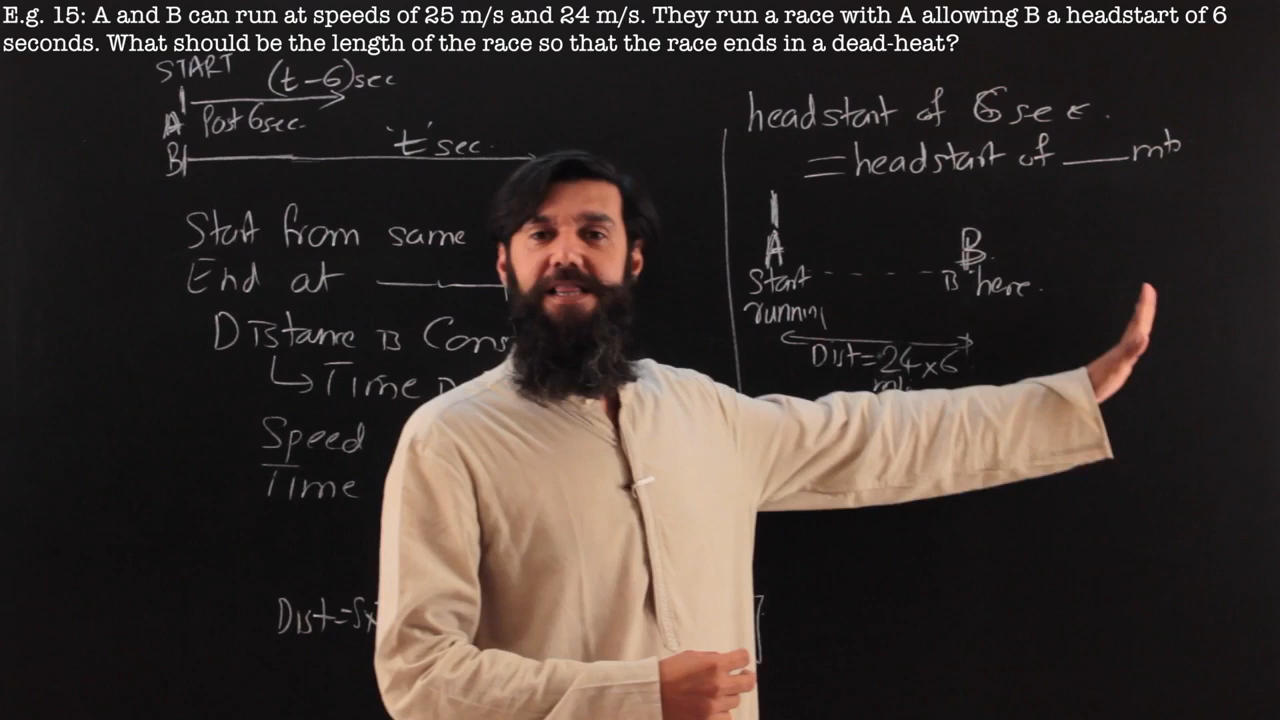 E.g. 15: A and B can run at speeds of 25 m/s and 24 m/s. They run a race with A allowing B a headstart of 6
seconds. What should be the length of the race so that the race ends in a dead-heat?
START
(t-6)sec
A Post 6sec.
B 't' sec.
Start from same
End at
Distance is Cons
Time
Speed
Time
Dist = Sx
headstart of 6 sec.
= headstart of ___ mts
A B
Start B here.
running
Dist = 24x6
mts